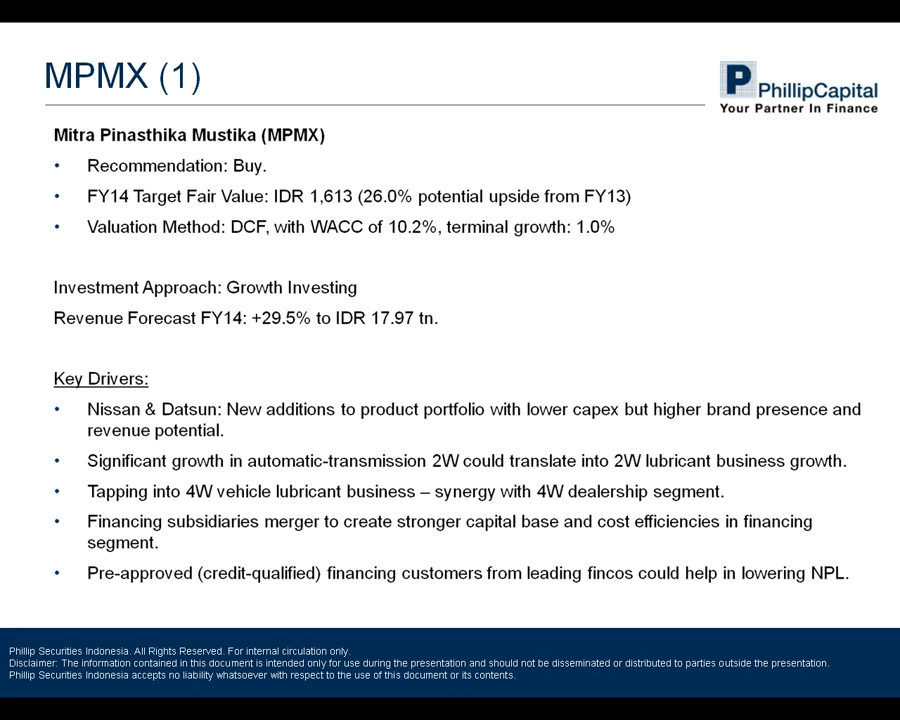 MPMX (1)
P PhillipCapital
Your Partner In Finance
Mitra Pinasthika Mustika (MPMX)
• Recommendation: Buy.
• FY14 Target Fair Value: IDR 1,613 (26.0% potential upside from FY13)
• Valuation Method: DCF, with WACC of 10.2%, terminal growth: 1.0%
Investment Approach: Growth Investing
Revenue Forecast FY14: +29.5% to IDR 17.97 tn.
Key Drivers:
• Nissan & Datsun: New additions to product portfolio with lower capex but higher brand presence and
revenue potential.
• Significant growth in automatic-transmission 2W could translate into 2W lubricant business growth.
• Tapping into 4W vehicle lubricant business – synergy with 4W dealership segment.
• Financing subsidiaries merger to create stronger capital base and cost efficiencies in financing
segment.
• Pre-approved (credit-qualified) financing customers from leading fincos could help in lowering NPL.
Phillip Securities Indonesia. All Rights Reserved. For internal circulation only.
Disclaimer: The information contained in this document is intended only for use during the presentation and should not be disseminated or distributed to parties outside the presentation.
Phillip Securities Indonesia accepts no liability whatsoever with respect to the use of this document or its contents.